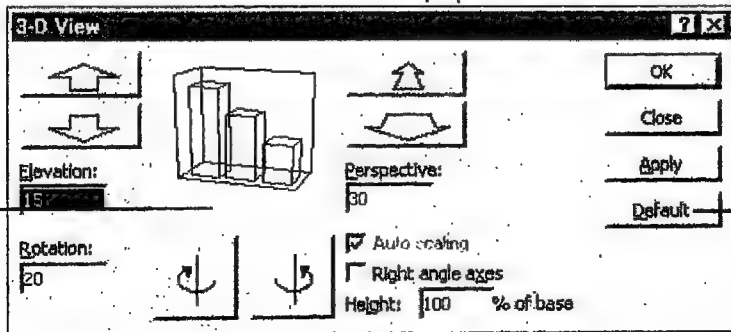 3-D View
OK
Close
Elevation:
Perspective:
Apply
15
30
Default
Rotation:
Auto scaling
20
Right angle axes
Height: 100 % of base